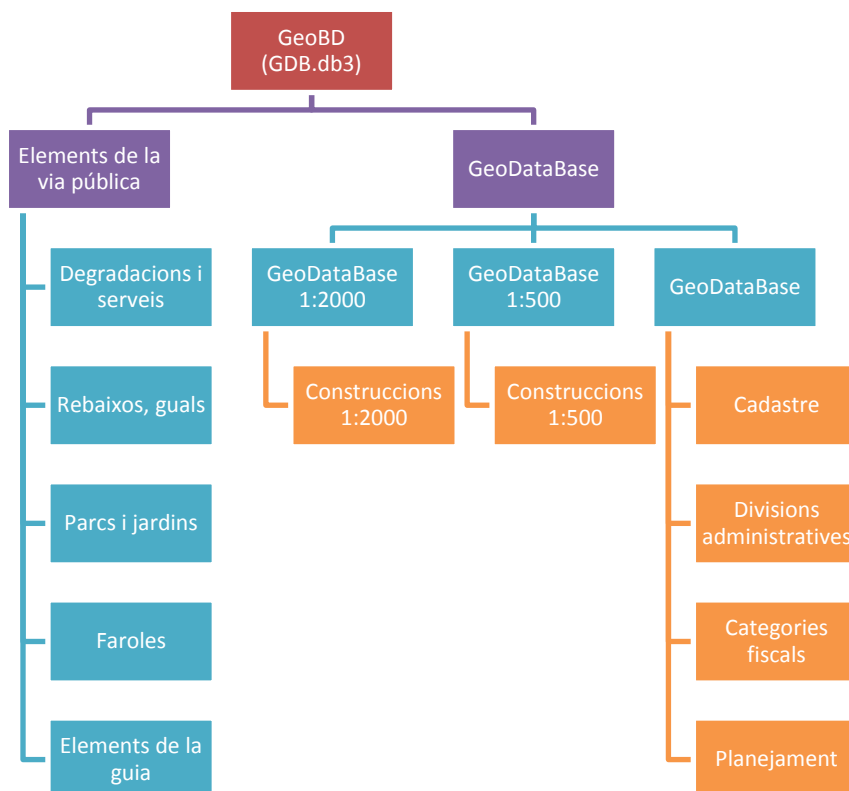 GeoBD
(GDB.db3)
Elements de la
via pública
GeoDataBase
Degradacions i
serveis
GeoDataBase
1:2000
GeoDataBase
1:500
GeoDataBase
Rebaixos, guals
Construccions
1:2000
Construccions
1:500
Cadastre
Parcs i jardins
Divisions
administratives
Faroles
Categories
fiscals
Elements de la
guia
Planejament